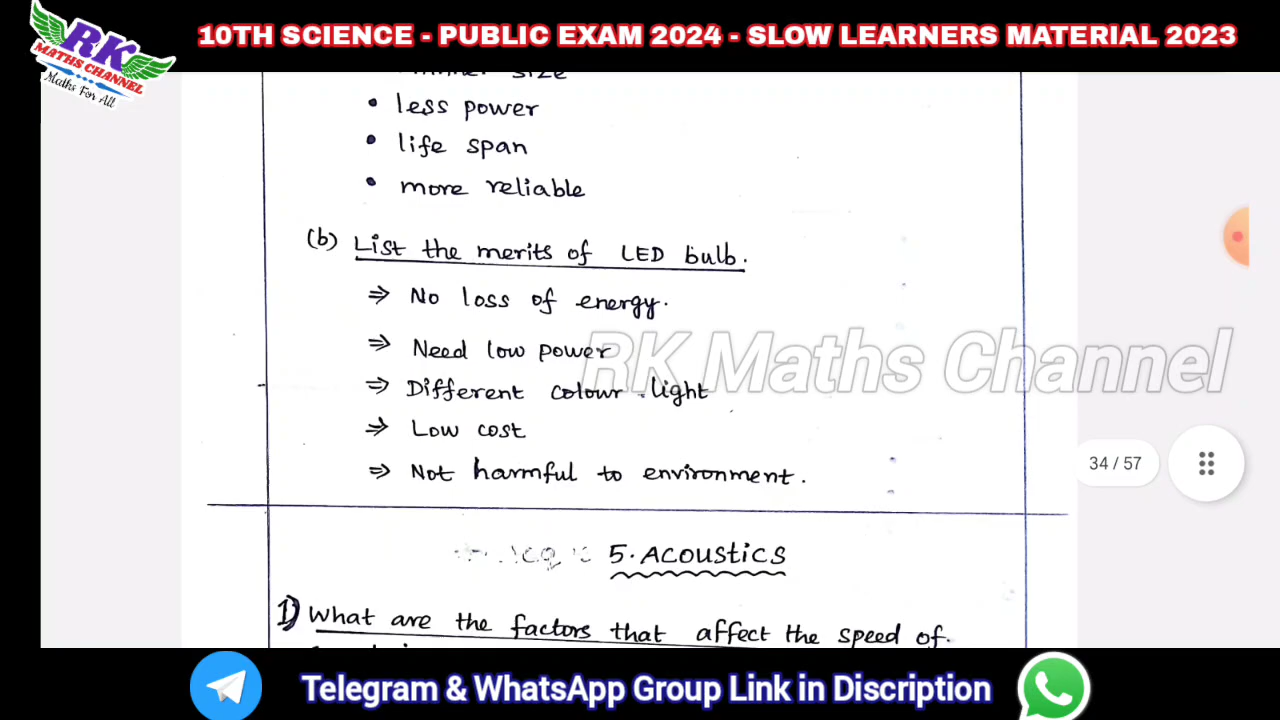 10TH SCIENCE - PUBLIC EXAM 2024 - SLOW LEARNERS MATERIAL 2023
RK
MATHS CHANNEL
Maths For All
size
• less power
• life span
• more reliable
(b) List the merits of LED bulb.
⇒ No loss of energy.
⇒ Need low power
⇒ Different colour light
⇒ Low cost
⇒ Not harmful to environment.
RK Maths Channel
34 / 57
5. Acoustics
1) What are the factors that affect the speed of
Telegram & WhatsApp Group Link in Discription